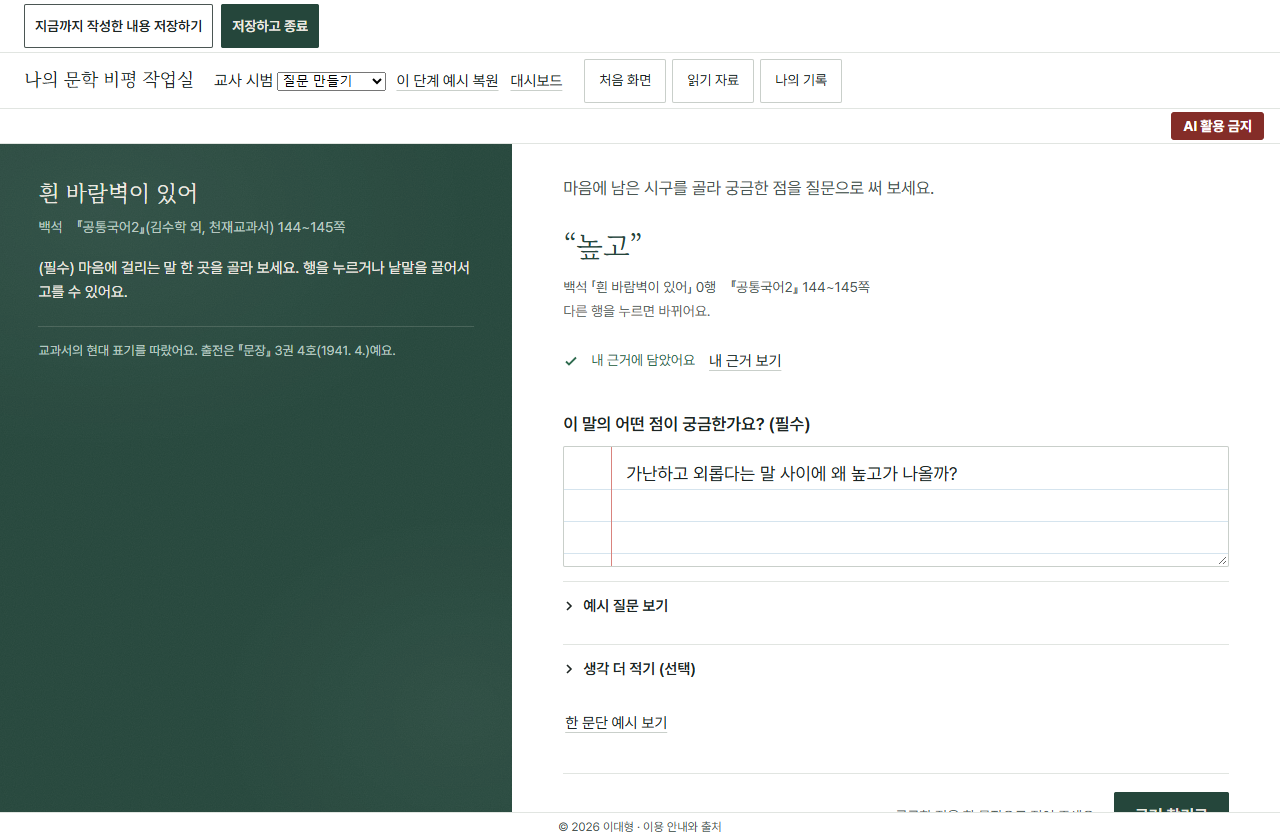 지금까지 작성한 내용 저장하기 저장하고 종료
나의 문학 비평 작업실 교사 시범 질문 만들기 이 단계 예시 복원 대시보드 처음 화면 읽기 자료 나의 기록
AI 활용 금지
흰 바람벽이 있어
백석 『공통국어2』(김수학 외, 천재교과서) 144~145쪽
(필수) 마음에 걸리는 말 한 곳을 골라 보세요. 행을 누르거나 낱말을 끌어서
고를 수 있어요.
교과서의 현대 표기를 따랐어요. 출전은 『문장』 3권 4호(1941. 4.)예요.
마음에 남은 시구를 골라 궁금한 점을 질문으로 써 보세요.
“높고”
백석 「흰 바람벽이 있어」 0행 『공통국어2』 144~145쪽
다른 행을 누르면 바뀌어요.
내 근거에 담았어요 내 근거 보기
이 말의 어떤 점이 궁금한가요? (필수)
가난하고 외롭다는 말 사이에 왜 높고가 나올까?
예시 질문 보기
생각 더 적기 (선택)
한 문단 예시 보기
© 2026 이대형 · 이용 안내와 출처